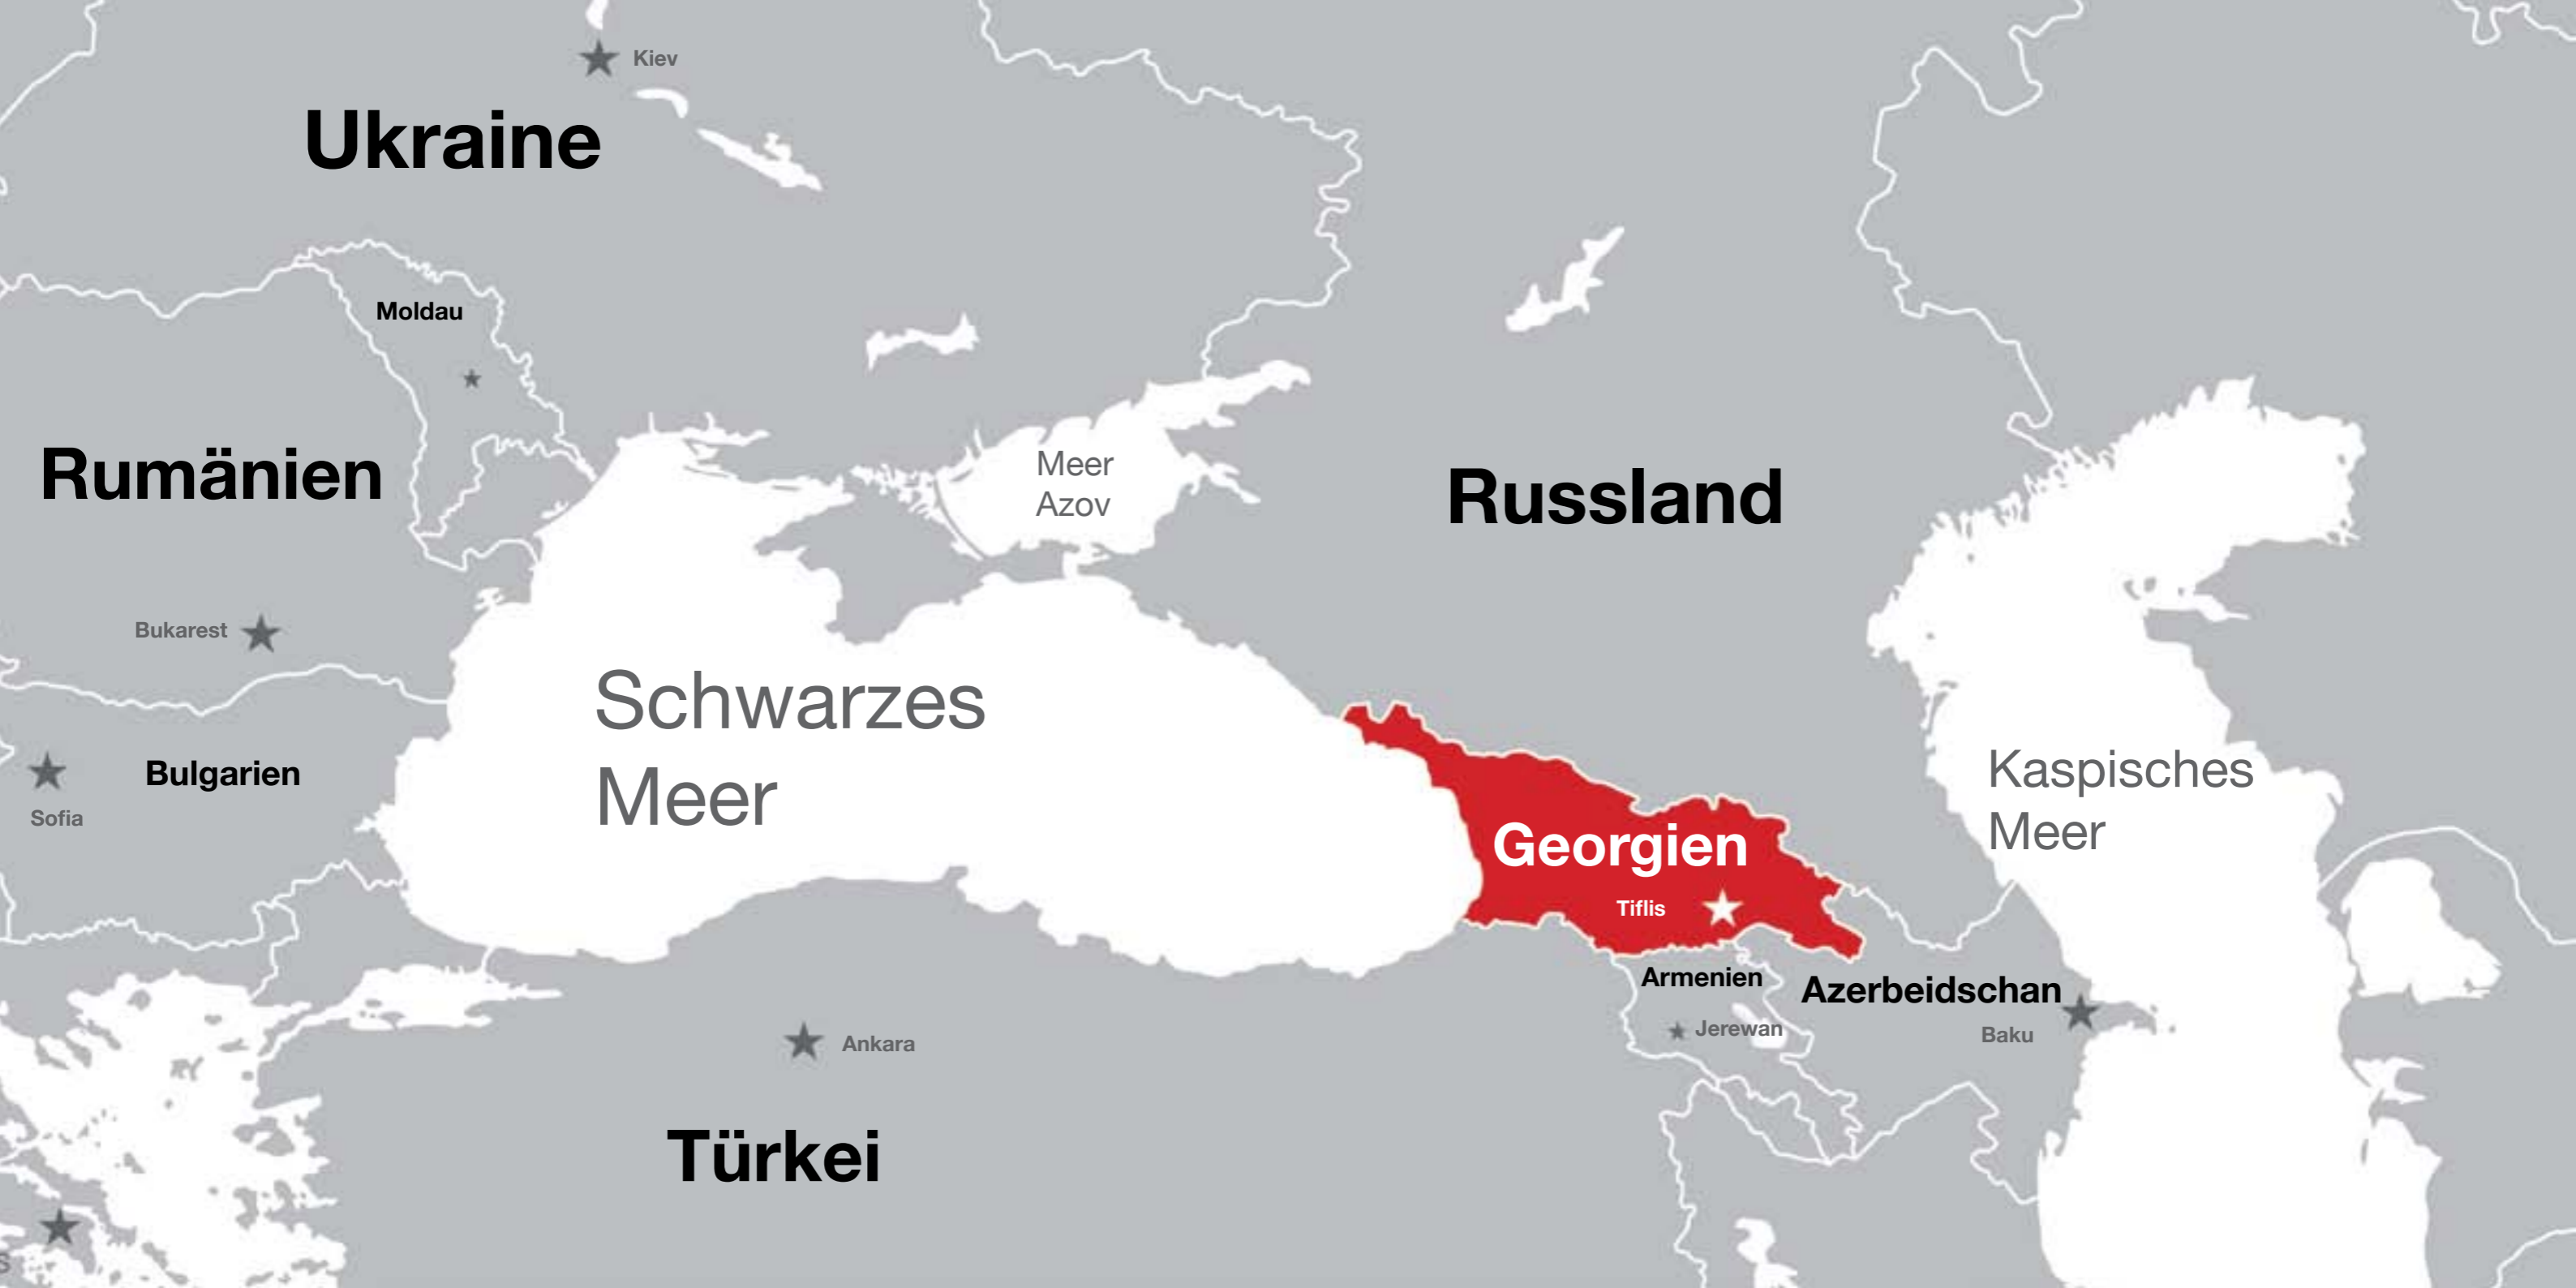 Kiev
Ukraine
Moldau
Rumänien
Meer
Azov
Russland
Bukarest
Schwarzes
Meer
Bulgarien
Sofia
Kaspisches
Meer
Georgien
Tiflis
Armenien
Azerbeidschan
Jerewan
Baku
Ankara
Türkei